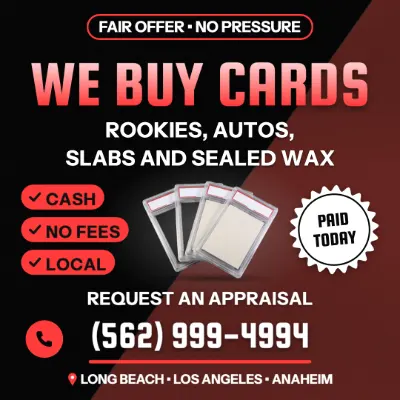 FAIR OFFER • NO PRESSURE
WE BUY CARDS
ROOKIES, AUTOS,
SLABS AND SEALED WAX
CASH
NO FEES
LOCAL
PAID
TODAY
REQUEST AN APPRAISAL
(562) 999-4994
LONG BEACH • LOS ANGELES • ANAHEIM